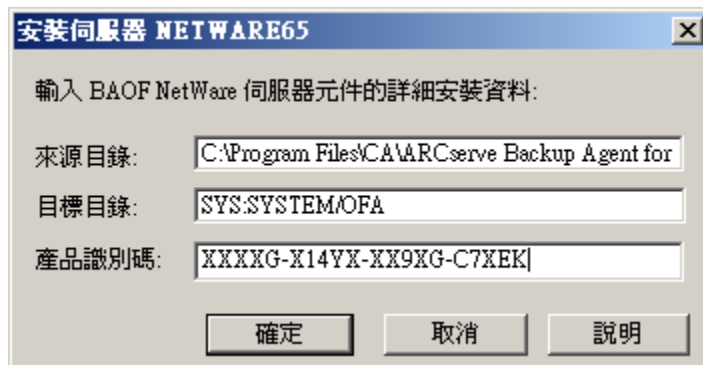 安裝伺服器 NETWARE65
輸入 BAOF NetWare 伺服器元件的詳細安裝資料:
來源目錄: C:\Program Files\CA\ARCserve Backup Agent for
目標目錄: SYS:SYSTEM/OFA
產品識別碼: XXXXG-X14YX-XX9XG-C7XEK
確定 取消 說明